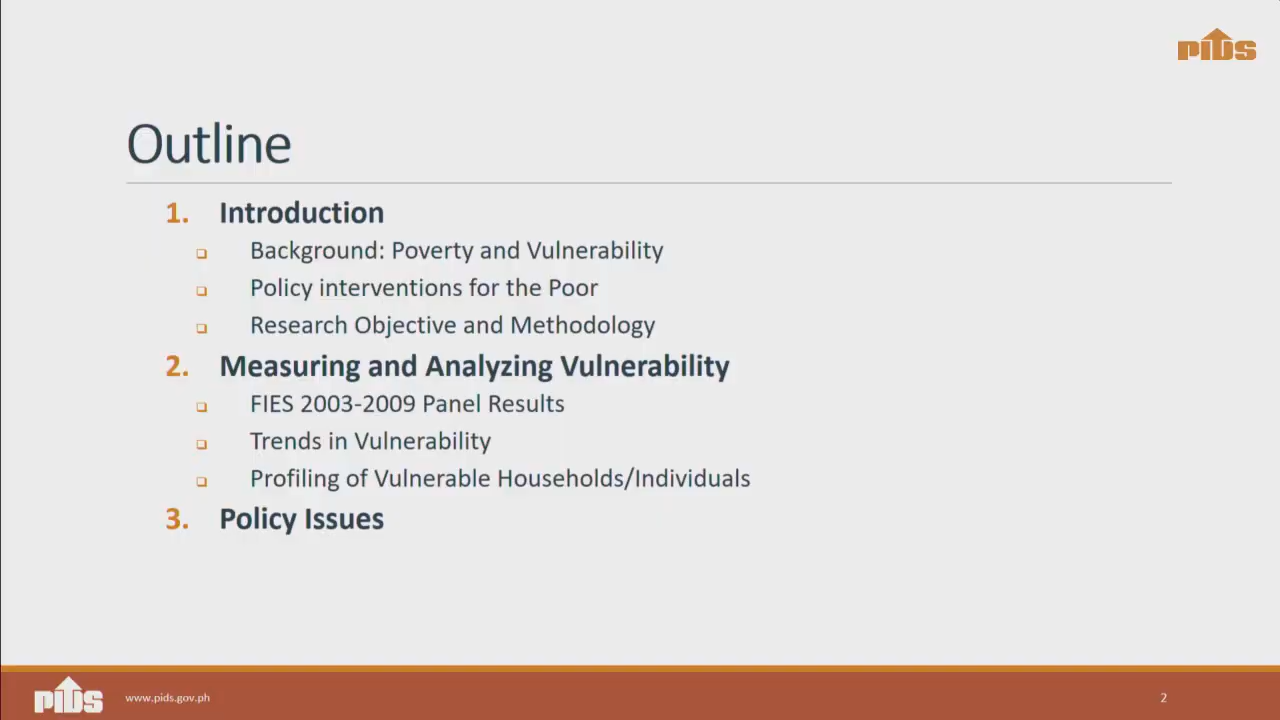 PIDS
Outline
1. Introduction
❑ Background: Poverty and Vulnerability
❑ Policy interventions for the Poor
❑ Research Objective and Methodology
2. Measuring and Analyzing Vulnerability
❑ FIES 2003-2009 Panel Results
❑ Trends in Vulnerability
❑ Profiling of Vulnerable Households/Individuals
3. Policy Issues
PIDS
www.pids.gov.ph
2